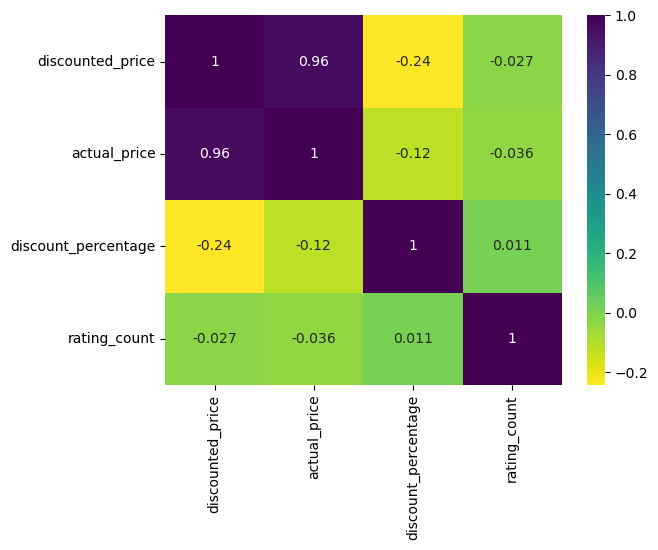 discounted_price 1 0.96 -0.24 -0.027
actual_price 0.96 1 -0.12 -0.036
discount_percentage -0.24 -0.12 1 0.011
rating_count -0.027 -0.036 0.011 1
discounted_price
actual_price
discount_percentage
rating_count
1.0
0.8
0.6
0.4
0.2
0.0
−0.2